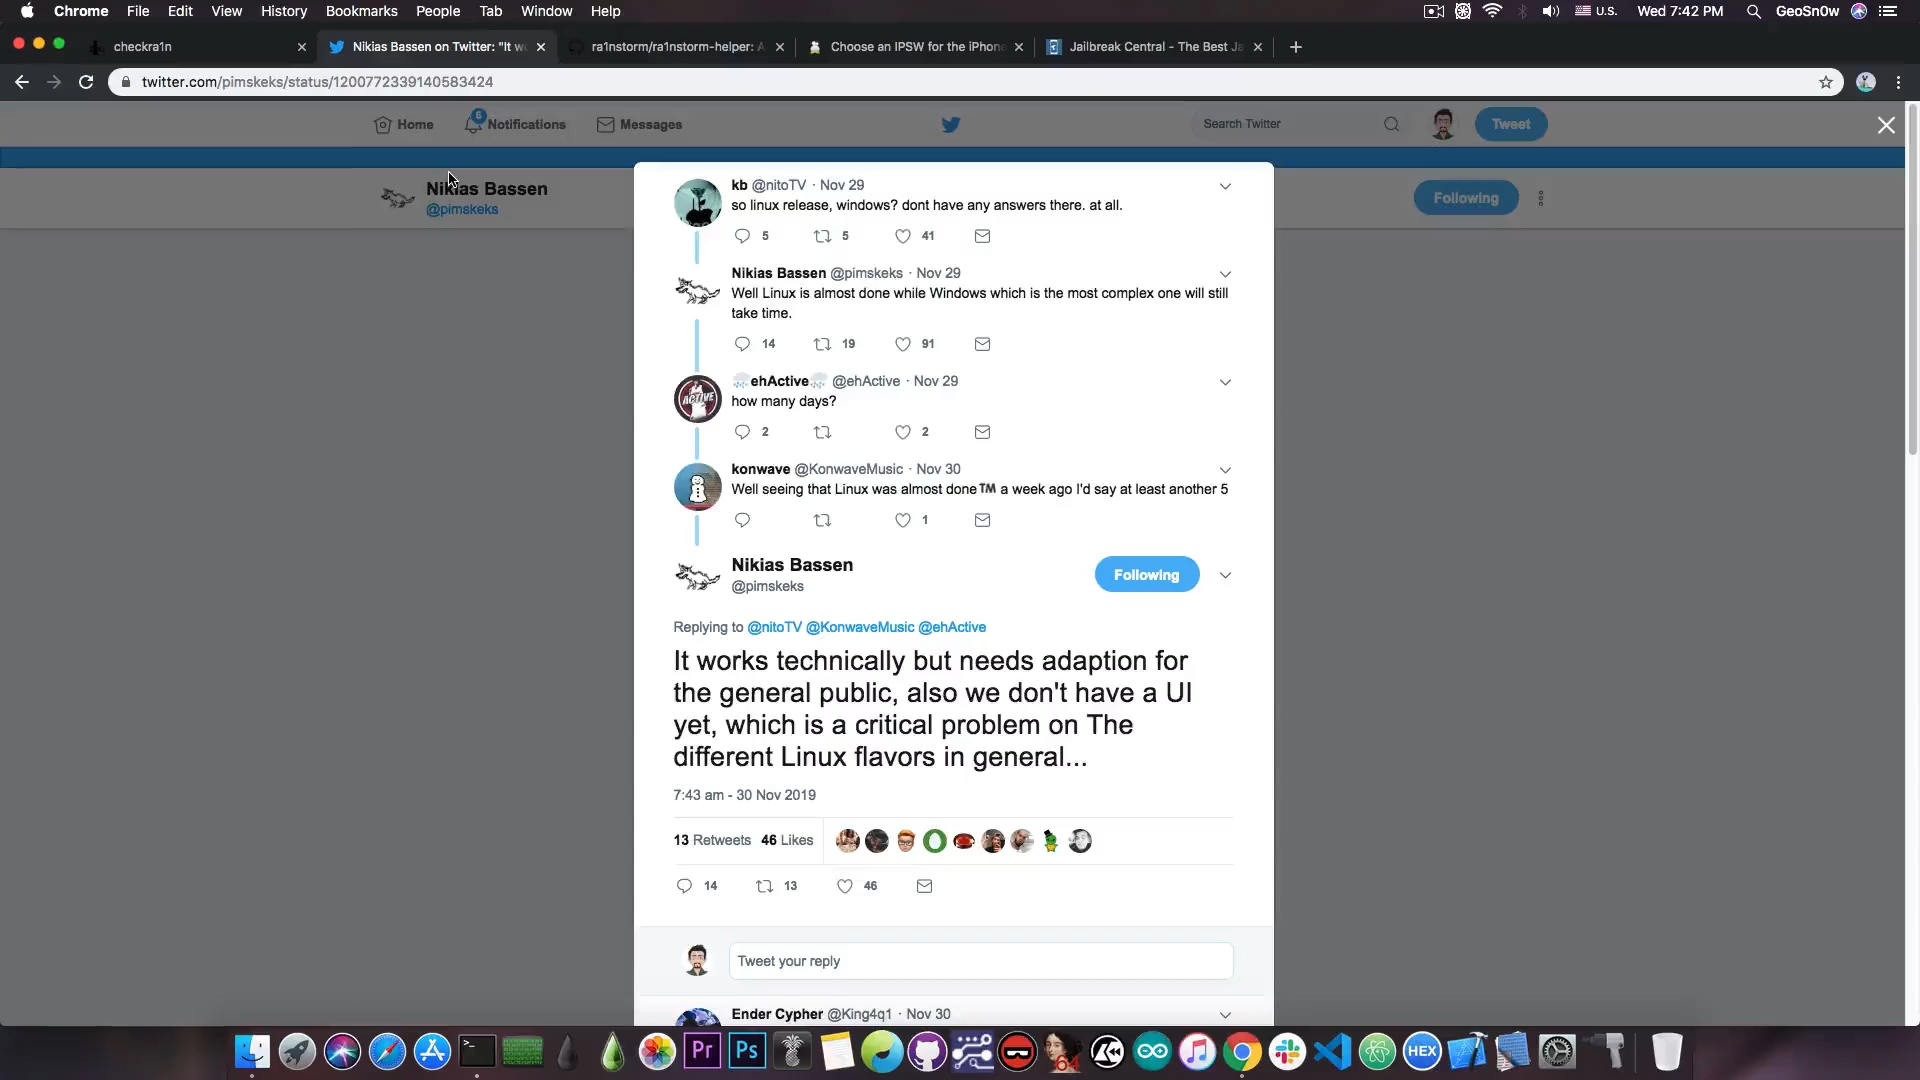 Chrome File Edit View History Bookmarks People Tab Window Help
U.S. Wed 7:42 PM GeoSn0w
checkra1n
Nikias Bassen on Twitter: "It w
ra1nstorm/ra1nstorm-helper: A
Choose an IPSW for the iPhone
Jailbreak Central - The Best Ja
twitter.com/pimskeks/status/1200772339140583424
Home
6
Notifications
Messages
Search Twitter
Tweet
Nikias Bassen
@pimskeks
Following
kb @nitoTV · Nov 29
so linux release, windows? dont have any answers there. at all.
5 5 41
Nikias Bassen @pimskeks · Nov 29
Well Linux is almost done while Windows which is the most complex one will still
take time.
14 19 91
🌧ehActive🌧 @ehActive · Nov 29
how many days?
2 2
konwave @KonwaveMusic · Nov 30
Well seeing that Linux was almost done™ a week ago I'd say at least another 5
1
Nikias Bassen
@pimskeks
Following
Replying to @nitoTV @KonwaveMusic @ehActive
It works technically but needs adaption for
the general public, also we don't have a UI
yet, which is a critical problem on The
different Linux flavors in general...
7:43 am - 30 Nov 2019
13 Retweets 46 Likes
14 13 46
Tweet your reply
Ender Cypher @King4q1 · Nov 30
Pr
Ps
64
HEX